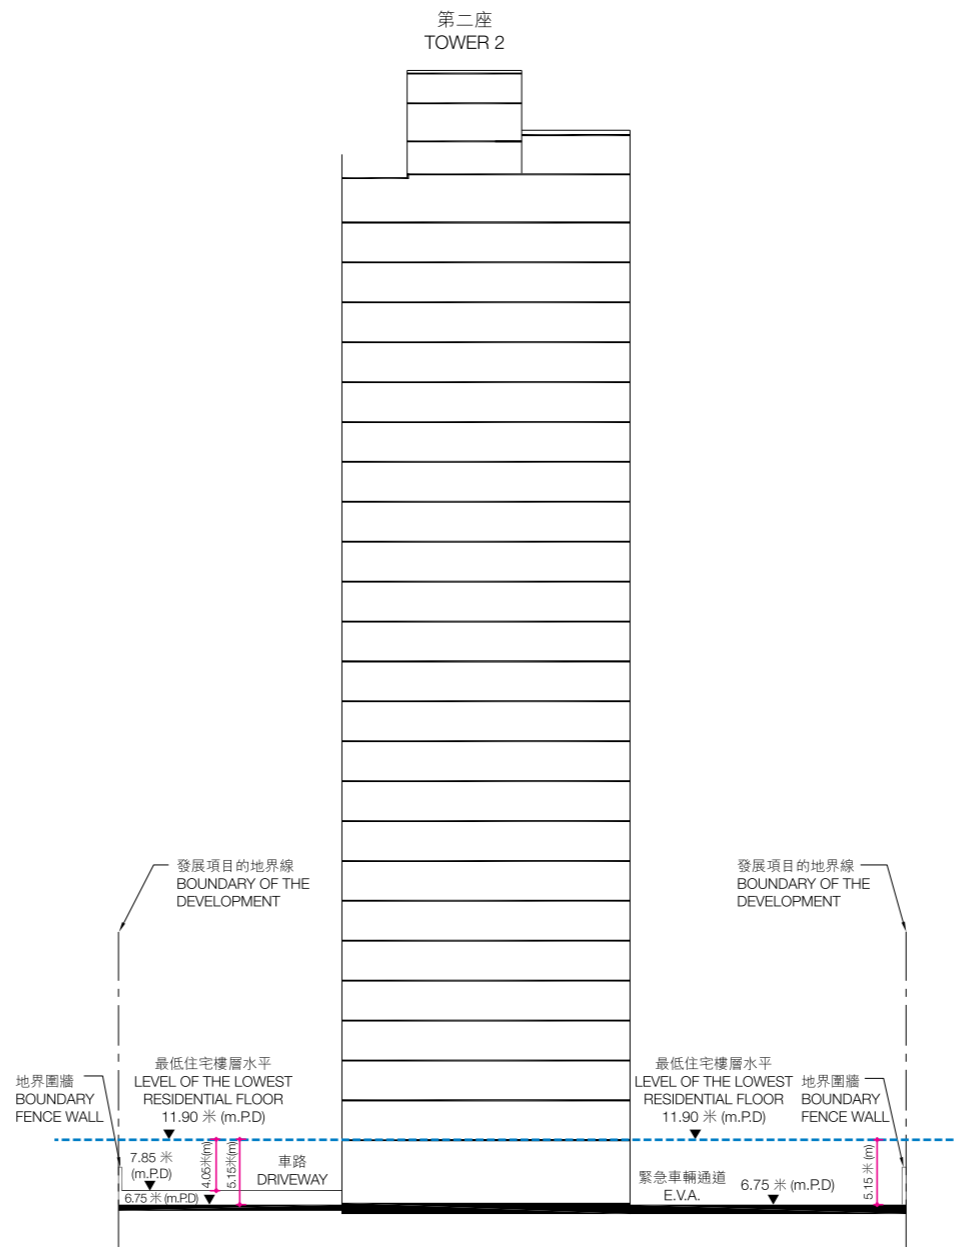 第二座
TOWER 2
發展項目的地界線
BOUNDARY OF THE
DEVELOPMENT
發展項目的地界線
BOUNDARY OF THE
DEVELOPMENT
地界圍牆
BOUNDARY
FENCE WALL
最低住宅樓層水平
LEVEL OF THE LOWEST
RESIDENTIAL FLOOR
11.90 米 (m.P.D)
最低住宅樓層水平
LEVEL OF THE LOWEST
RESIDENTIAL FLOOR
11.90 米 (m.P.D)
地界圍牆
BOUNDARY
FENCE WALL
7.85 米
(m.P.D)
6.75 米 (m.P.D)
4.05米(m)
5.15米(m)
車路
DRIVEWAY
緊急車輛通道
E.V.A.
6.75 米 (m.P.D)
5.15 米 (m)